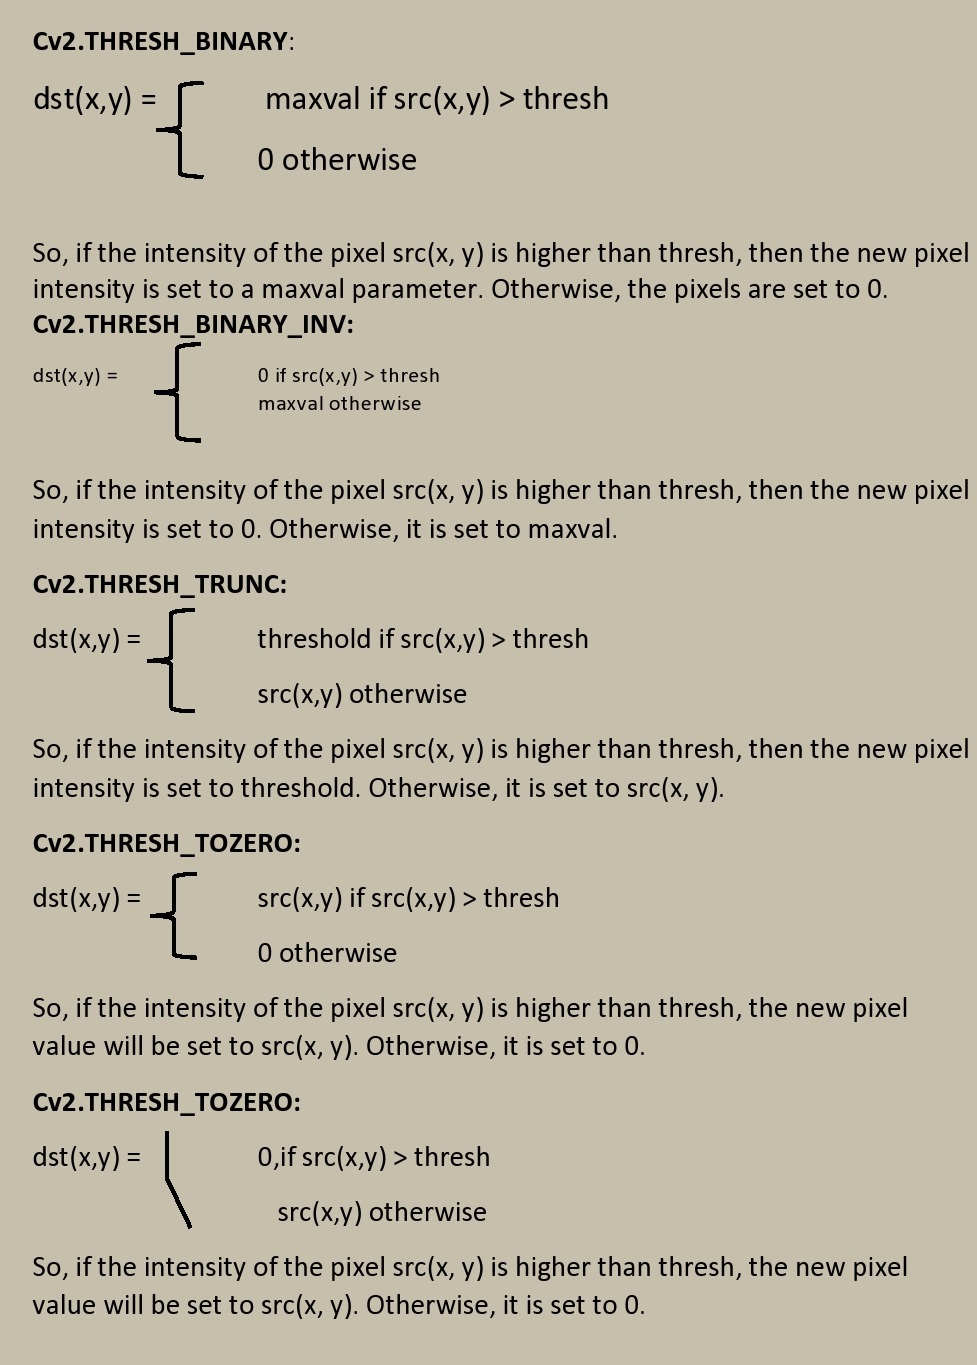 Cv2.THRESH_BINARY:
dst(x,y) = maxval if src(x,y) > thresh
0 otherwise
So, if the intensity of the pixel src(x, y) is higher than thresh, then the new pixel
intensity is set to a maxval parameter. Otherwise, the pixels are set to 0.
Cv2.THRESH_BINARY_INV:
dst(x,y) = 0 if src(x,y) > thresh
maxval otherwise
So, if the intensity of the pixel src(x, y) is higher than thresh, then the new pixel
intensity is set to 0. Otherwise, it is set to maxval.
Cv2.THRESH_TRUNC:
dst(x,y) = threshold if src(x,y) > thresh
src(x,y) otherwise
So, if the intensity of the pixel src(x, y) is higher than thresh, then the new pixel
intensity is set to threshold. Otherwise, it is set to src(x, y).
Cv2.THRESH_TOZERO:
dst(x,y) = src(x,y) if src(x,y) > thresh
0 otherwise
So, if the intensity of the pixel src(x, y) is higher than thresh, the new pixel
value will be set to src(x, y). Otherwise, it is set to 0.
Cv2.THRESH_TOZERO:
dst(x,y) = 0,if src(x,y) > thresh
src(x,y) otherwise
So, if the intensity of the pixel src(x, y) is higher than thresh, the new pixel
value will be set to src(x, y). Otherwise, it is set to 0.